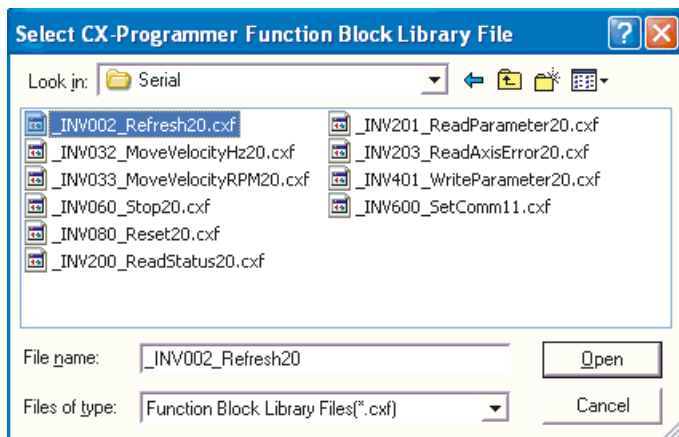 Select CX-Programmer Function Block Library File
Look in: Serial
_INV002_Refresh20.cxf
_INV032_MoveVelocityHz20.cxf
_INV033_MoveVelocityRPM20.cxf
_INV060_Stop20.cxf
_INV080_Reset20.cxf
_INV200_ReadStatus20.cxf
_INV201_ReadParameter20.cxf
_INV203_ReadAxisError20.cxf
_INV401_WriteParameter20.cxf
_INV600_SetComm11.cxf
File name: _INV002_Refresh20 Open
Files of type: Function Block Library Files(*.cxf) Cancel